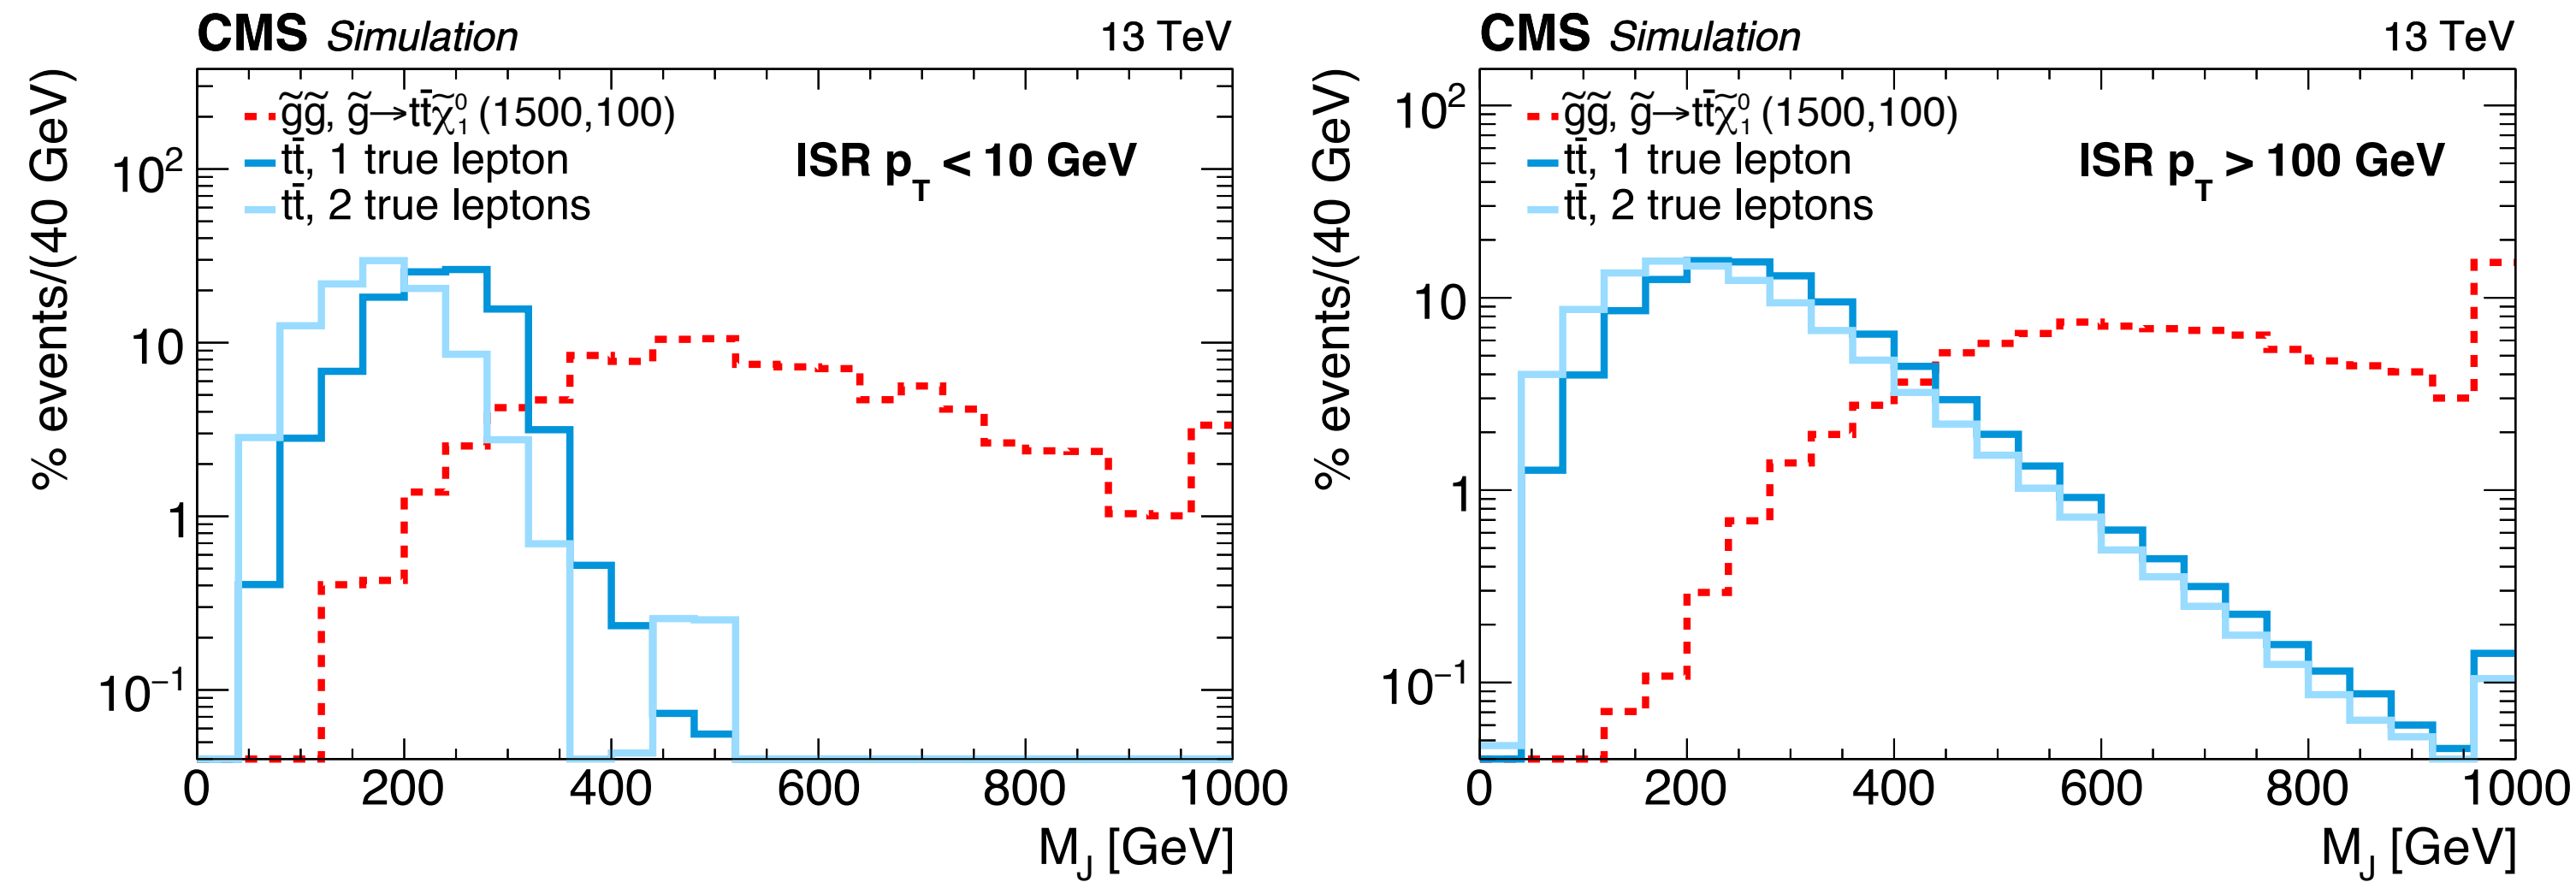 CMS Simulation 13 TeV
% events/(40 GeV)
g̃g̃, g̃→tt̄χ̃⁰₁ (1500,100)
tt̄, 1 true lepton
tt̄, 2 true leptons
ISR p_T < 10 GeV
10²
10
1
10⁻¹
0 200 400 600 800 1000
M_J [GeV]
CMS Simulation 13 TeV
% events/(40 GeV)
g̃g̃, g̃→tt̄χ̃⁰₁ (1500,100)
tt̄, 1 true lepton
tt̄, 2 true leptons
ISR p_T > 100 GeV
10²
10
1
10⁻¹
0 200 400 600 800 1000
M_J [GeV]